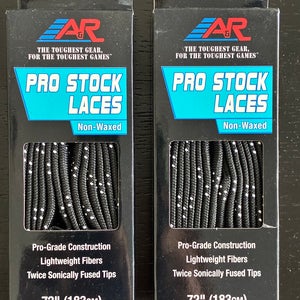 A&R
THE TOUGHEST GEAR,
FOR THE TOUGHEST GAMES™
PRO STOCK
LACES
Non-Waxed
Pro-Grade Construction
Lightweight Fibers
Twice Sonically Fused Tips
72" (183CM)
A&R
THE TOUGHEST GEAR,
FOR THE TOUGHEST GAMES™
PRO STOCK
LACES
Non-Waxed
Pro-Grade Construction
Lightweight Fibers
Twice Sonically Fused Tips
72" (183CM)